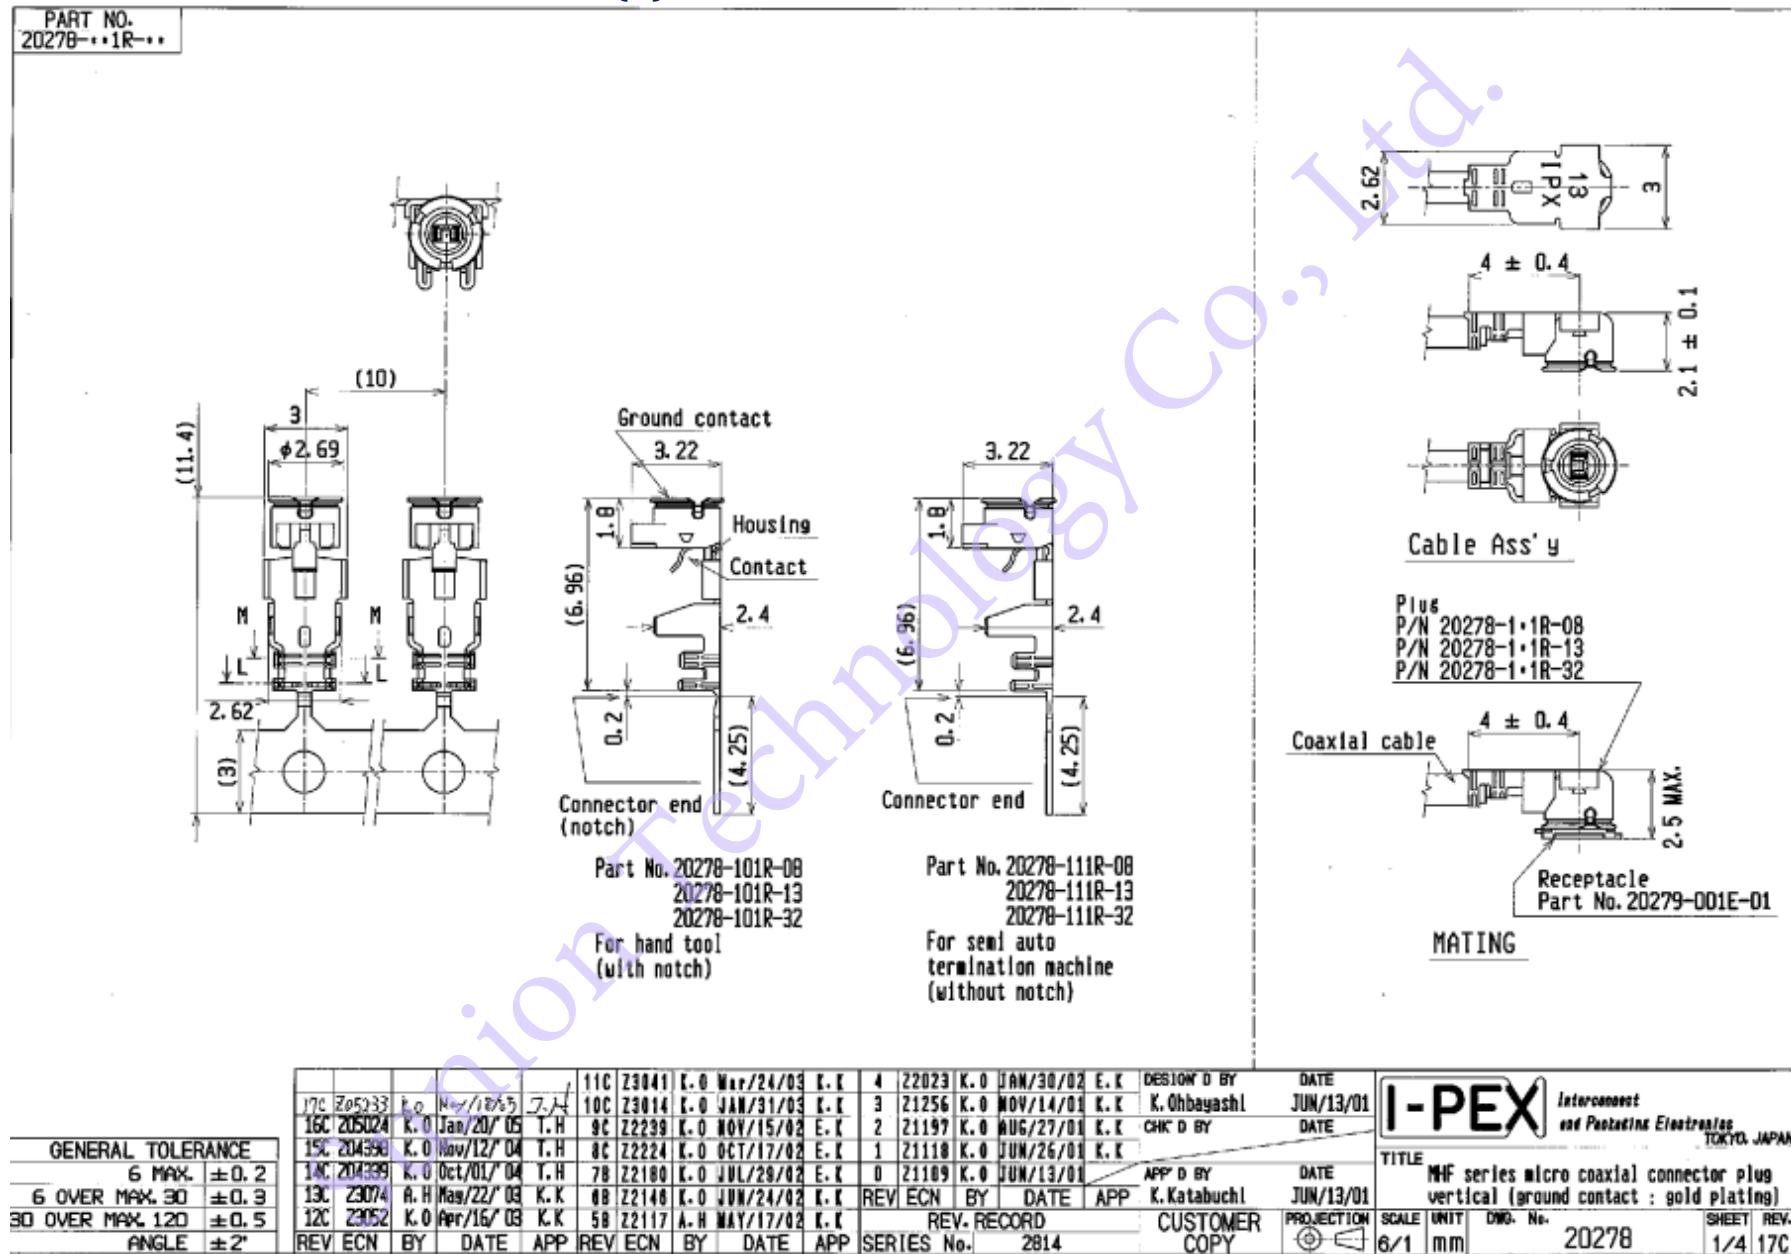 PART NO.
20278-··1R-··
2.62
I PX
13
3
4 ± 0.4
2.1 ± 0.1
Cable Ass'y
Plug
P/N 20278-1·1R-08
P/N 20278-1·1R-13
P/N 20278-1·1R-32
4 ± 0.4
Coaxial cable
2.5 MAX.
Receptacle
Part No.20279-001E-01
MATING
(10)
3
(11.4)
φ2.69
M
M
L
L
2.62
(3)
Ground contact
3.22
1.8
Housing
Contact
(6.96)
2.4
0.2
(4.25)
Connector end
(notch)
Part No.20278-101R-08
20278-101R-13
20278-101R-32
For hand tool
(with notch)
3.22
1.8
(6.96)
2.4
0.2
(4.25)
Connector end
Part No.20278-111R-08
20278-111R-13
20278-111R-32
For semi auto
termination machine
(without notch)
Technology Co., Ltd.
GENERAL TOLERANCE
6 MAX. ±0.2
6 OVER MAX. 30 ±0.3
30 OVER MAX. 120 ±0.5
ANGLE ±2°
17C
16C 205024 K.O Jan/20/'05 T.H
K.O Nov/12/'04 T.H
204339 K.O Oct/01/'04 T.H
13C Z3074 A.H May/22/'03 K.K
12C Z3052 K.O Apr/16/'03 K.K
REV ECN BY DATE APP
11C Z3041 K.O Mar/24/03 K.K
10C Z3014 K.O JAN/31/03 K.K
9C Z2239 K.O NOV/15/02 E.K
8C Z2224 K.O OCT/17/02 E.K
7B Z2180 K.O JUL/29/02 E.K
6B Z2146 K.O JUN/24/02 K.K
5B Z2117 A.H MAY/17/02 K.K
REV ECN BY DATE APP
4 Z2023 K.O JAN/30/02 E.K
3 Z1256 K.O NOV/14/01 K.K
2 Z1197 K.O AUG/27/01 K.K
1 Z1118 K.O JUN/26/01 K.K
0 Z1109 K.O JUN/13/01
REV ECN BY DATE APP
REV. RECORD
SERIES No. 2814
DESIGN'D BY DATE
K.Ohbayashi JUN/13/01
CHK'D BY DATE
APP'D BY DATE
K.Katabuchi JUN/13/01
CUSTOMER
COPY
PROJECTION
I-PEX
Interconnect
and Packaging Electronics
TOKYO, JAPAN
TITLE
MHF series micro coaxial connector plug
vertical (ground contact : gold plating)
SCALE UNIT DWG. No. SHEET REV.
6/1 mm 20278 1/4 17C